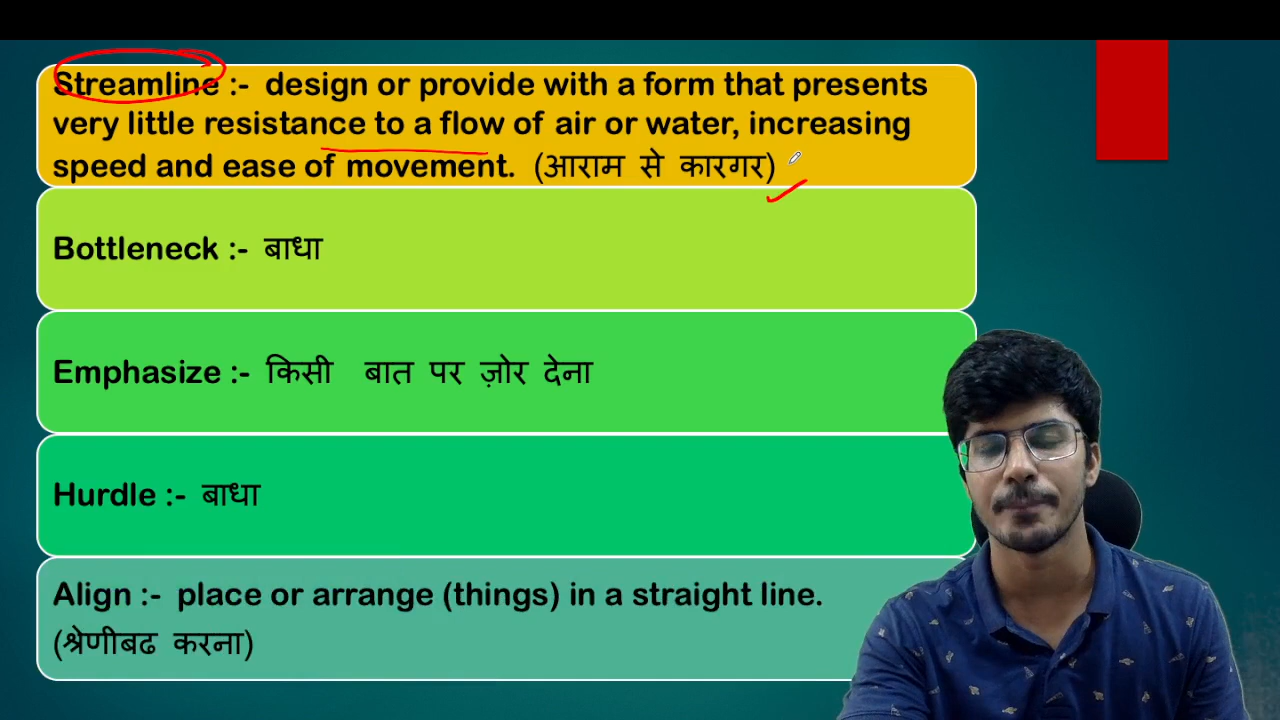 Streamline :- design or provide with a form that presents
very little resistance to a flow of air or water, increasing
speed and ease of movement. (आराम से कारगर)
Bottleneck :- बाधा
Emphasize :- किसी बात पर ज़ोर देना
Hurdle :- बाधा
Align :- place or arrange (things) in a straight line.
(श्रेणीबढ करना)